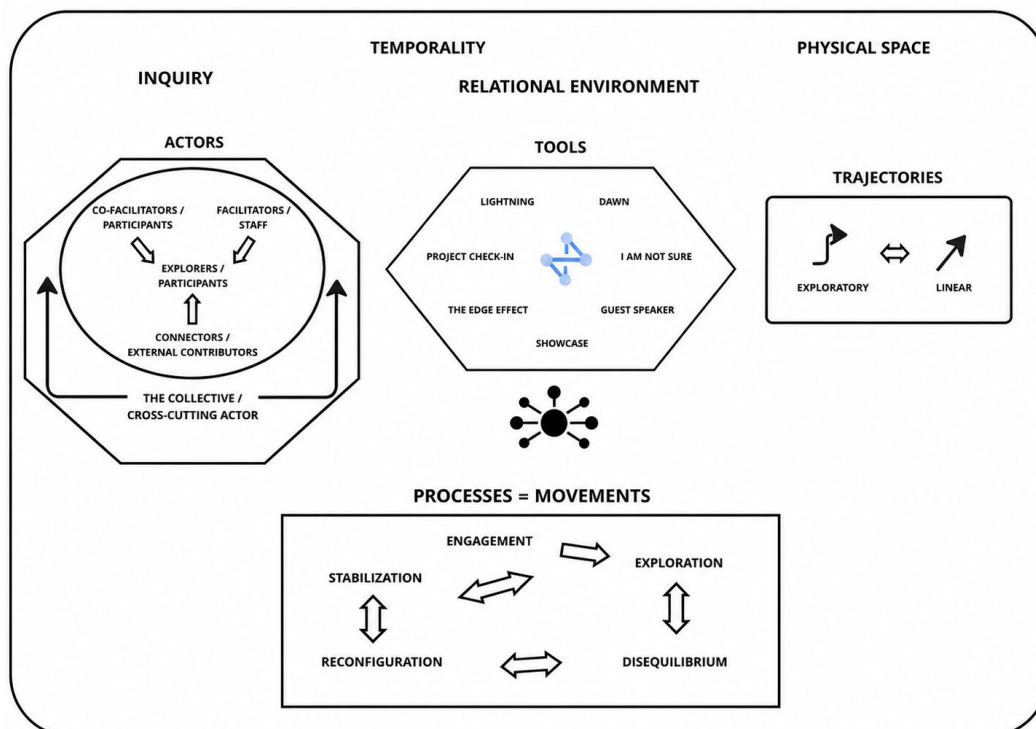 TEMPORALITY
PHYSICAL SPACE
INQUIRY
RELATIONAL ENVIRONMENT
ACTORS
CO-FACILITATORS /
PARTICIPANTS
FACILITATORS /
STAFF
EXPLORERS /
PARTICIPANTS
CONNECTORS /
EXTERNAL CONTRIBUTORS
THE COLLECTIVE /
CROSS-CUTTING ACTOR
TOOLS
LIGHTNING
DAWN
PROJECT CHECK-IN
I AM NOT SURE
THE EDGE EFFECT
GUEST SPEAKER
SHOWCASE
TRAJECTORIES
EXPLORATORY
LINEAR
PROCESSES = MOVEMENTS
ENGAGEMENT
EXPLORATION
STABILIZATION
RECONFIGURATION
DISEQUILIBRIUM